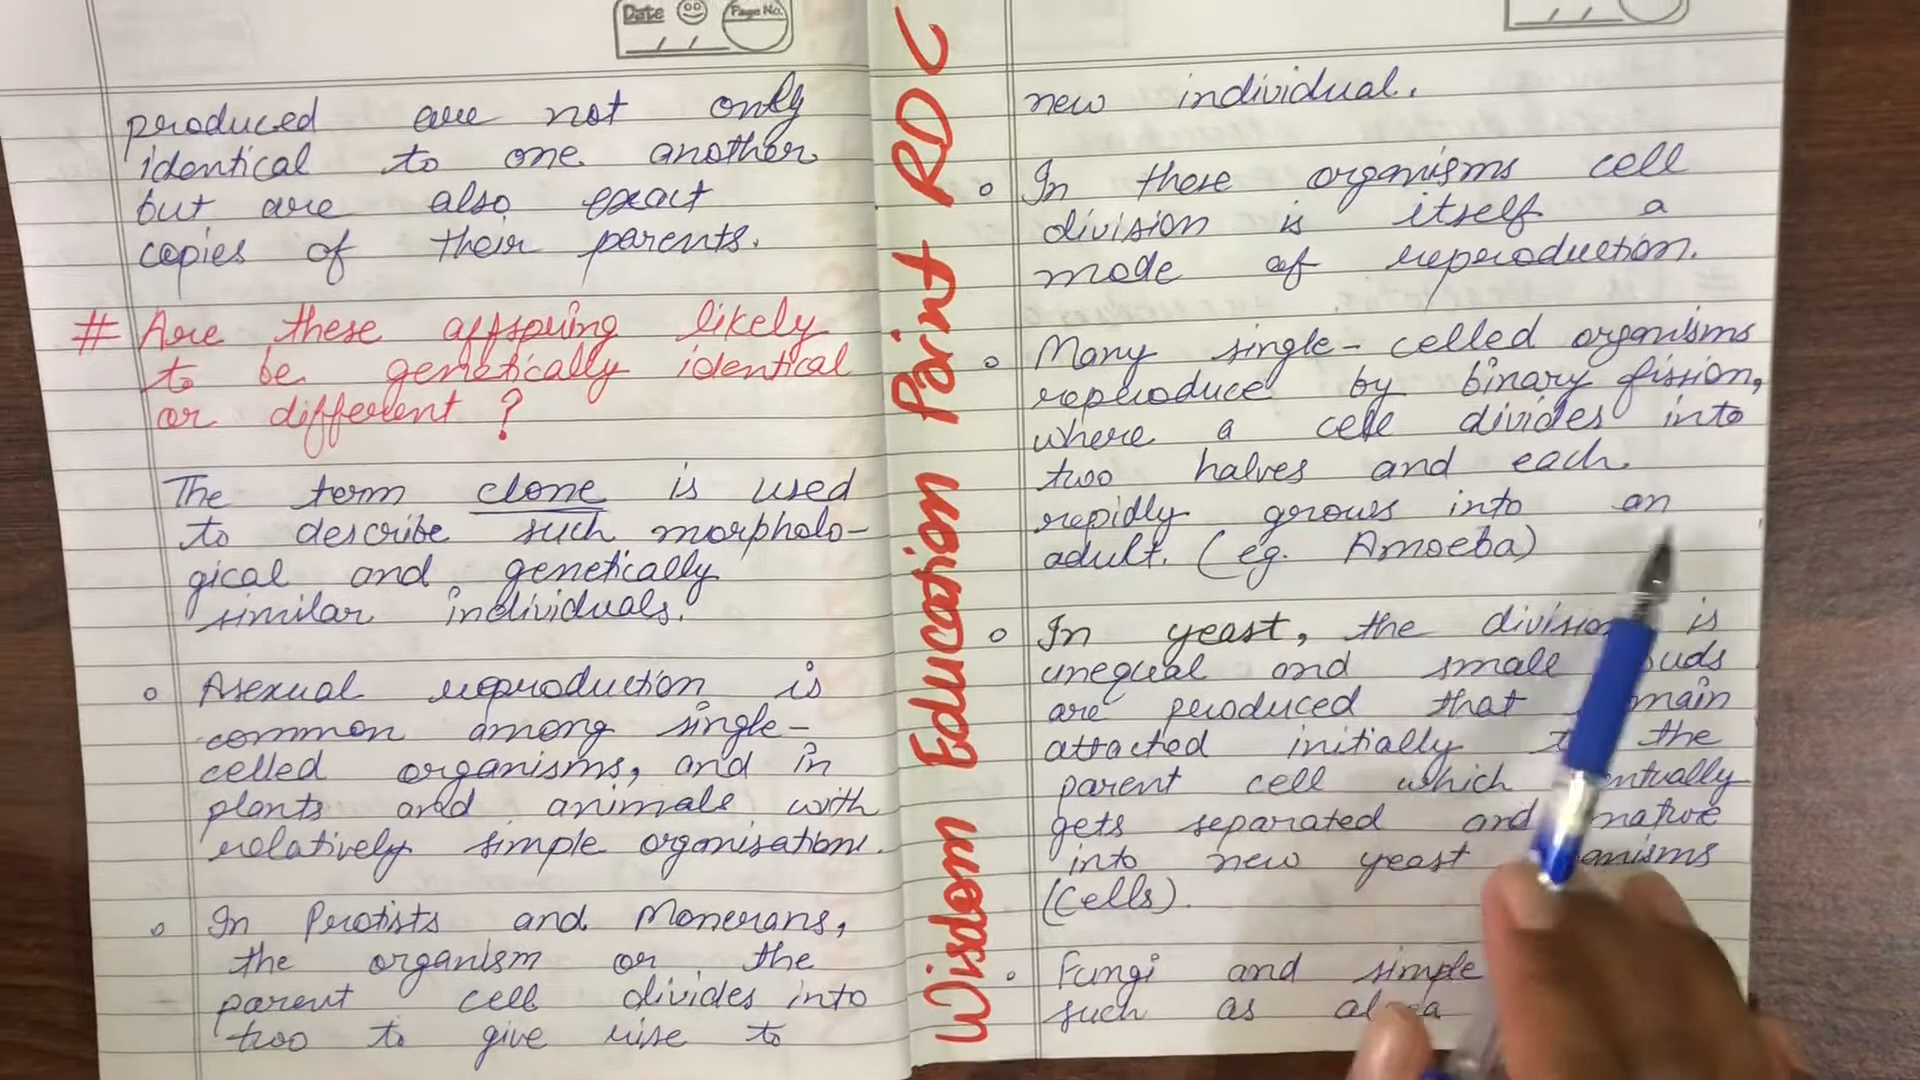 Date
Page No.
produced are not only
identical to one another
but are also exact
copies of their parents.
# Are these offspring likely
to be genetically identical
or different ?
The term clone is used
to describe such morpholo-
gical and genetically
similar individuals.
o Asexual reproduction is
common among single-
celled organisms, and in
plants and animals with
relatively simple organisations.
o In Protists and Monerans,
the organism or the
parent cell divides into
two to give rise to
Wisdom Education Point RDC
new individual.
o In these organisms cell
division is itself a
mode of reproduction.
o Many single-celled organisms
reproduce by binary fission,
where a cell divides into
two halves and each
repidly grows into an
adult. (eg. Amoeba)
o In yeast, the division is
unequal and small buds
are produced that
attacted initially the
parent cell which
gets separated and mature
into new yeast
(Cells).
Fungi and simple
such as